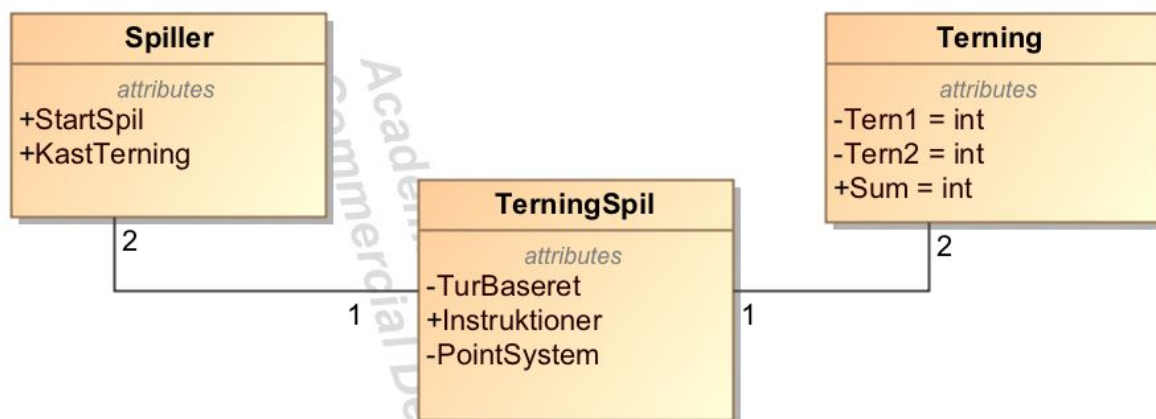 Spiller
attributes
+StartSpil
+KastTerning
2
1
TerningSpil
attributes
-TurBaseret
+Instruktioner
-PointSystem
Terning
attributes
-Tern1 = int
-Tern2 = int
+Sum = int
2
1